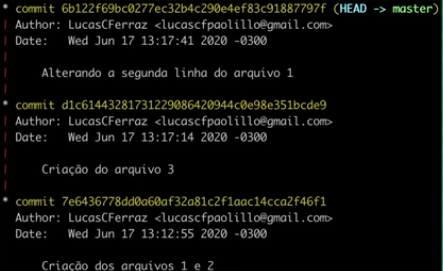 * commit 6b122f69bc0277ec32b4c290e4ef83c91887797f (HEAD -> master)
| Author: LucasCFerraz <lucascfpaolillo@gmail.com>
| Date:   Wed Jun 17 13:17:41 2020 -0300
|
|     Alterando a segunda linha do arquivo 1
|
* commit d1c61443281731229086420944c0e98e351bcde9
| Author: LucasCFerraz <lucascfpaolillo@gmail.com>
| Date:   Wed Jun 17 13:17:14 2020 -0300
|
|     Criação do arquivo 3
|
* commit 7e6436778dd0a60af32a81c2f1aac14cca2f46f1
  Author: LucasCFerraz <lucascfpaolillo@gmail.com>
  Date:   Wed Jun 17 13:12:55 2020 -0300
  
      Criação dos arquivos 1 e 2